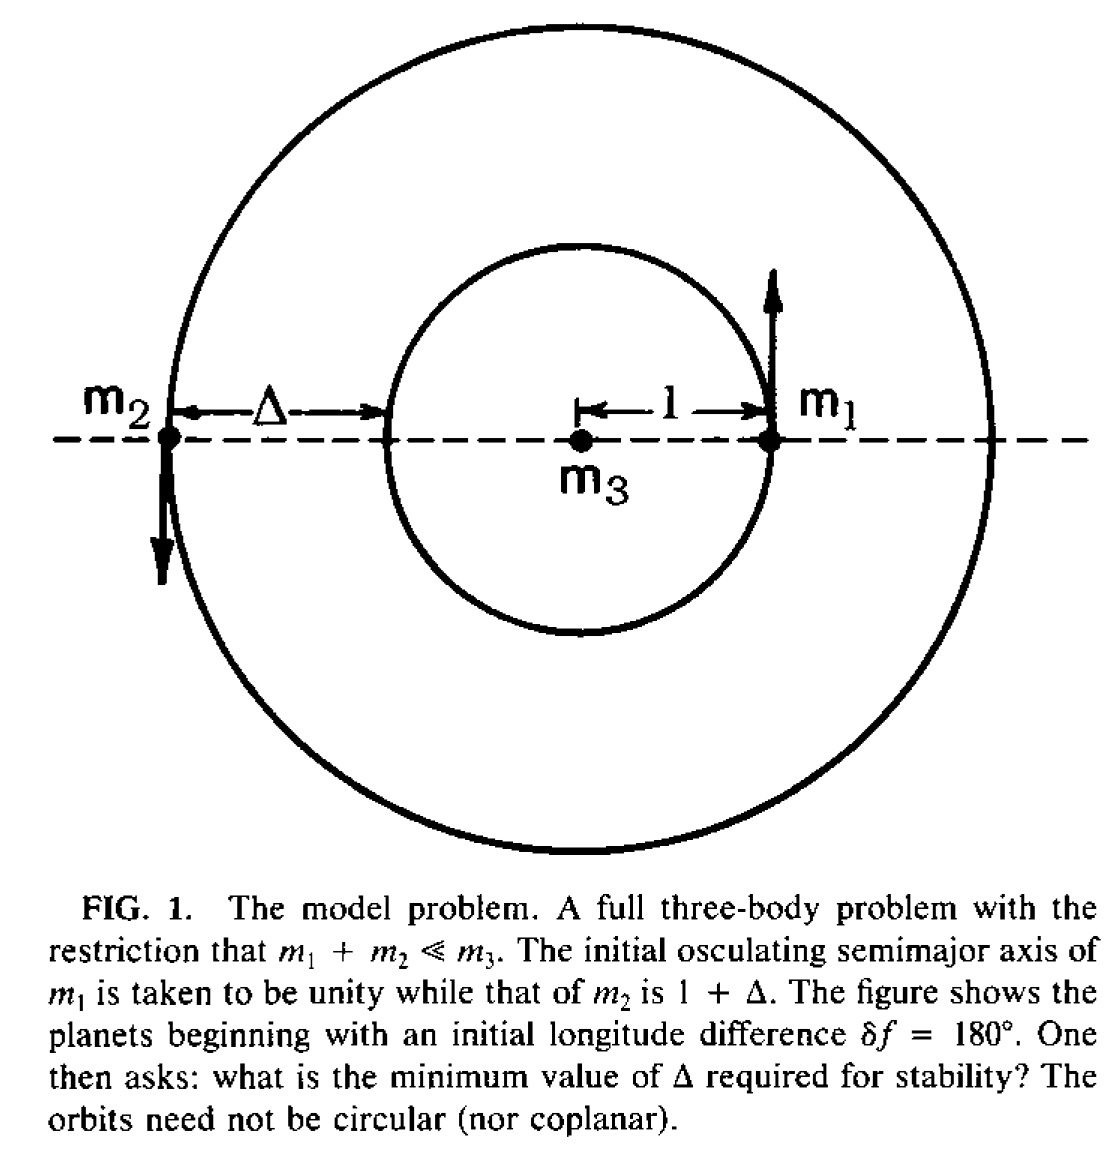 m₂
Δ
1
m₁
m₃
FIG. 1. The model problem. A full three-body problem with the
restriction that m₁ + m₂ ≪ m₃. The initial osculating semimajor axis of
m₁ is taken to be unity while that of m₂ is 1 + Δ. The figure shows the
planets beginning with an initial longitude difference δf = 180°. One
then asks: what is the minimum value of Δ required for stability? The
orbits need not be circular (nor coplanar).